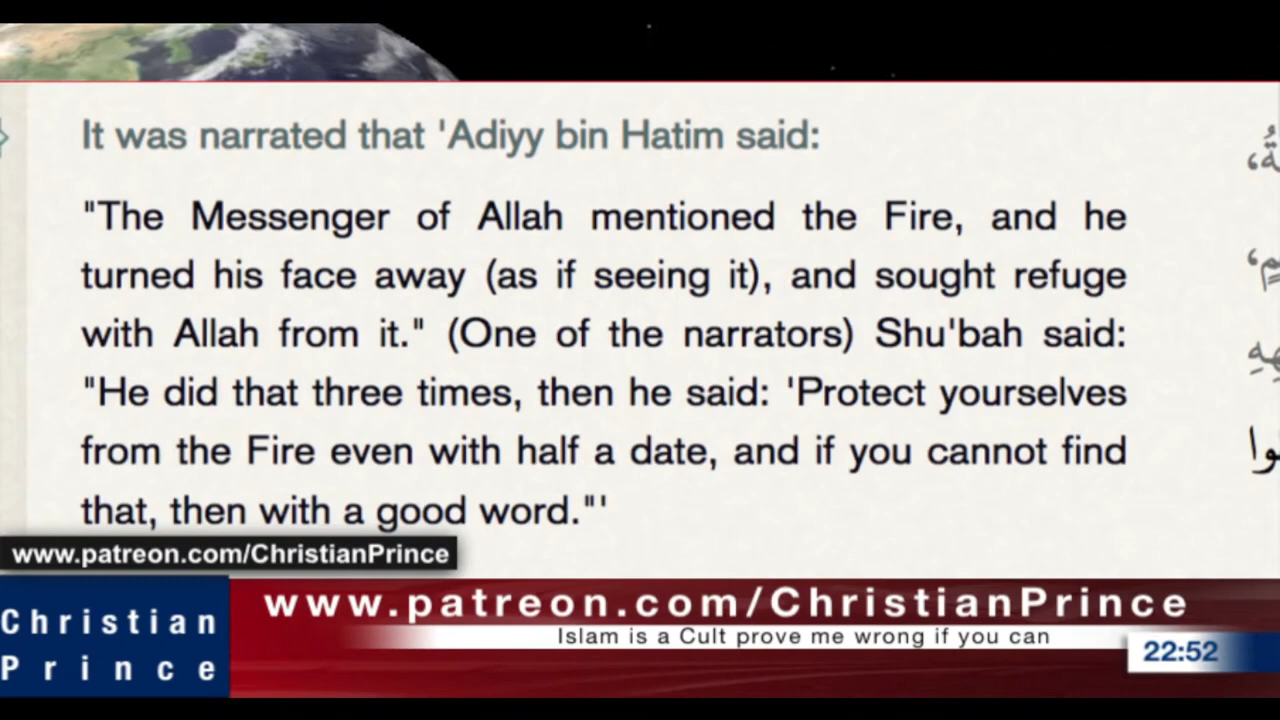 It was narrated that 'Adiyy bin Hatim said:
"The Messenger of Allah mentioned the Fire, and he
turned his face away (as if seeing it), and sought refuge
with Allah from it." (One of the narrators) Shu'bah said:
"He did that three times, then he said: 'Protect yourselves
from the Fire even with half a date, and if you cannot find
that, then with a good word."'
www.patreon.com/ChristianPrince
Christian
Prince
www.patreon.com/ChristianPrince
Islam is a Cult prove me wrong if you can
22:52